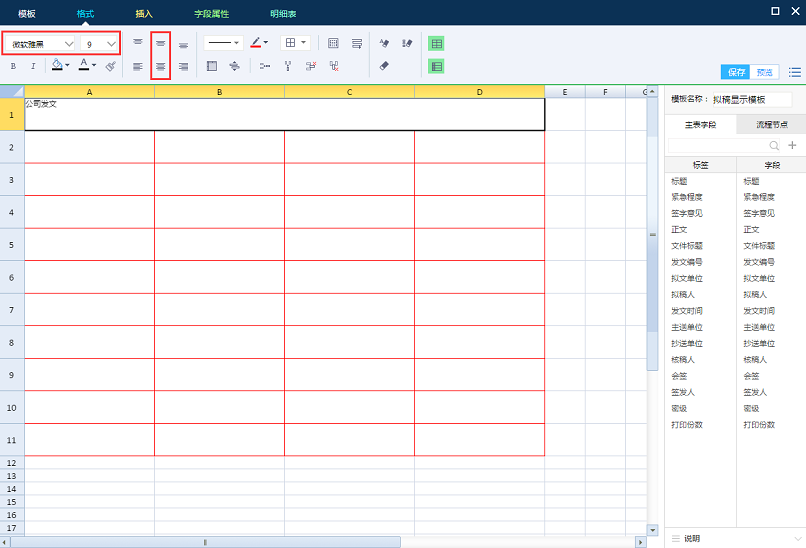 模板 格式 插入 字段属性 明细表
微软雅黑 9
B I A
保存 预览
A B C D E F G
模板名称： 拟稿显示模板
1 公司发文
主表字段 流程节点
2
标签 字段
3
标题 标题
紧急程度 紧急程度
4
签字意见 签字意见
正文 正文
5
文件标题 文件标题
发文编号 发文编号
6
拟文单位 拟文单位
拟稿人 拟稿人
7
发文时间 发文时间
主送单位 主送单位
8
抄送单位 抄送单位
核稿人 核稿人
9
会签 会签
签发人 签发人
10
密级 密级
打印份数 打印份数
11
12
13
14
15
16
17
说明